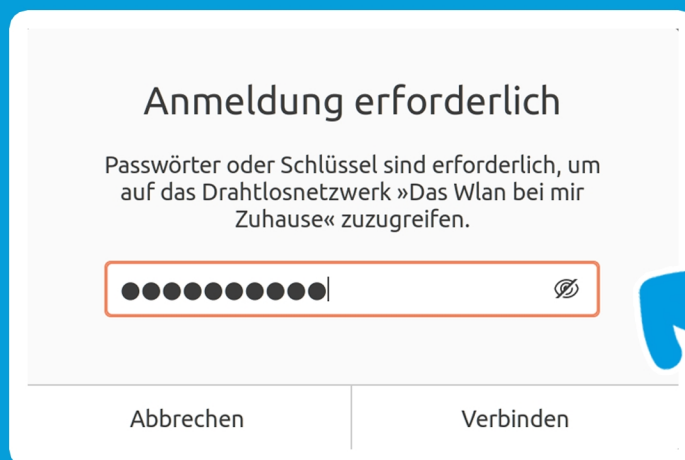 Anmeldung erforderlich
Passwörter oder Schlüssel sind erforderlich, um
auf das Drahtlosnetzwerk »Das Wlan bei mir
Zuhause« zuzugreifen.
●●●●●●●●●●
Abbrechen
Verbinden